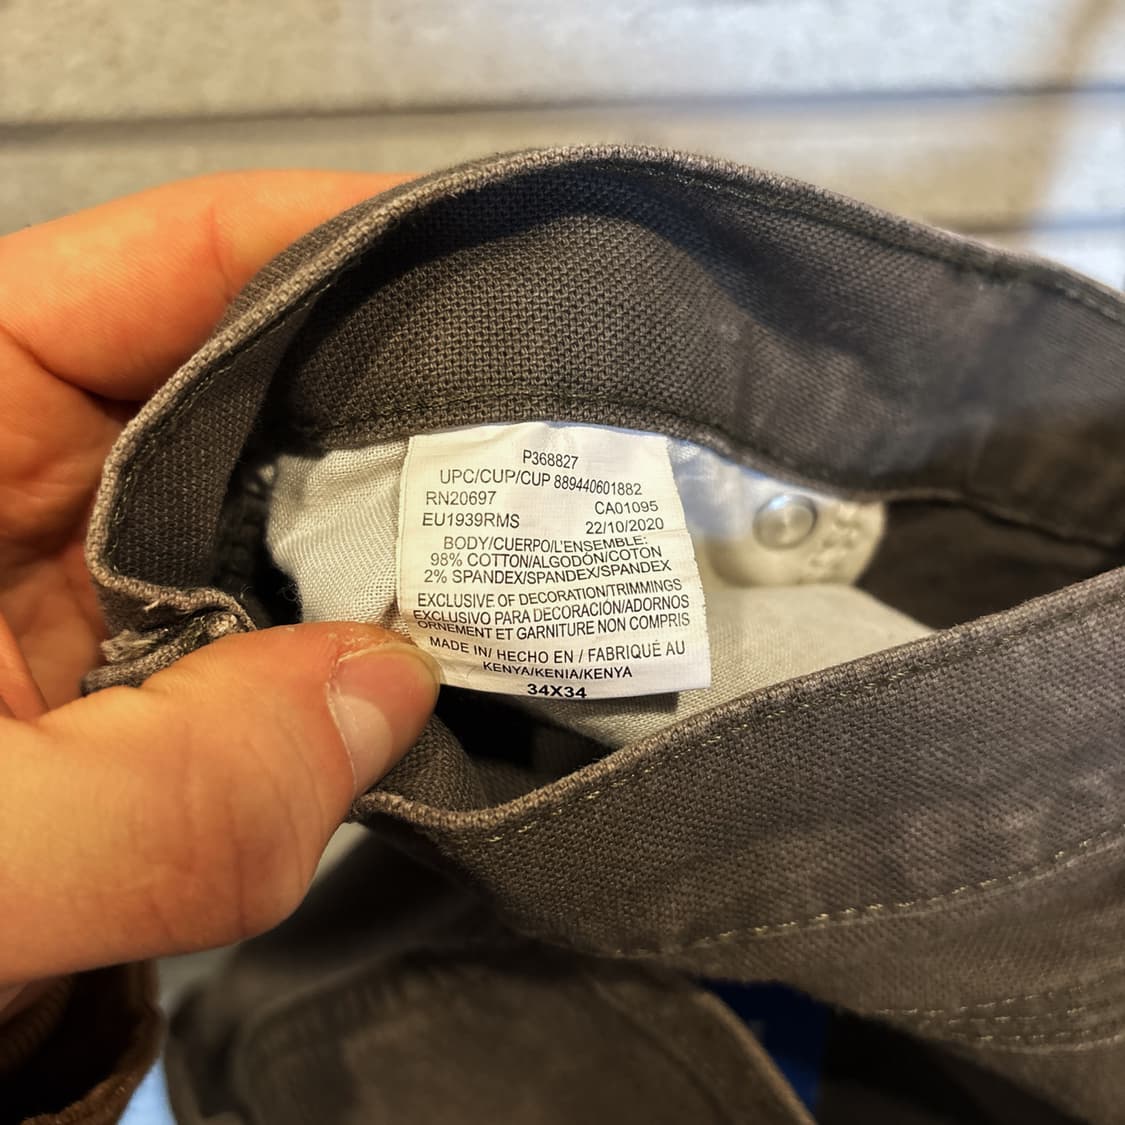 P368827
UPC/CUP/CUP 889440601882
RN20697 CA01095
EU1939RMS 22/10/2020
BODY/CUERPO/L'ENSEMBLE:
98% COTTON/ALGODÓN/COTON
2% SPANDEX/SPANDEX/SPANDEX
EXCLUSIVE OF DECORATION/TRIMMINGS
EXCLUSIVO PARA DECORACIÓN/ADORNOS
ORNEMENT ET GARNITURE NON COMPRIS
MADE IN/ HECHO EN / FABRIQUÉ AU
KENYA/KENIA/KENYA
34X34